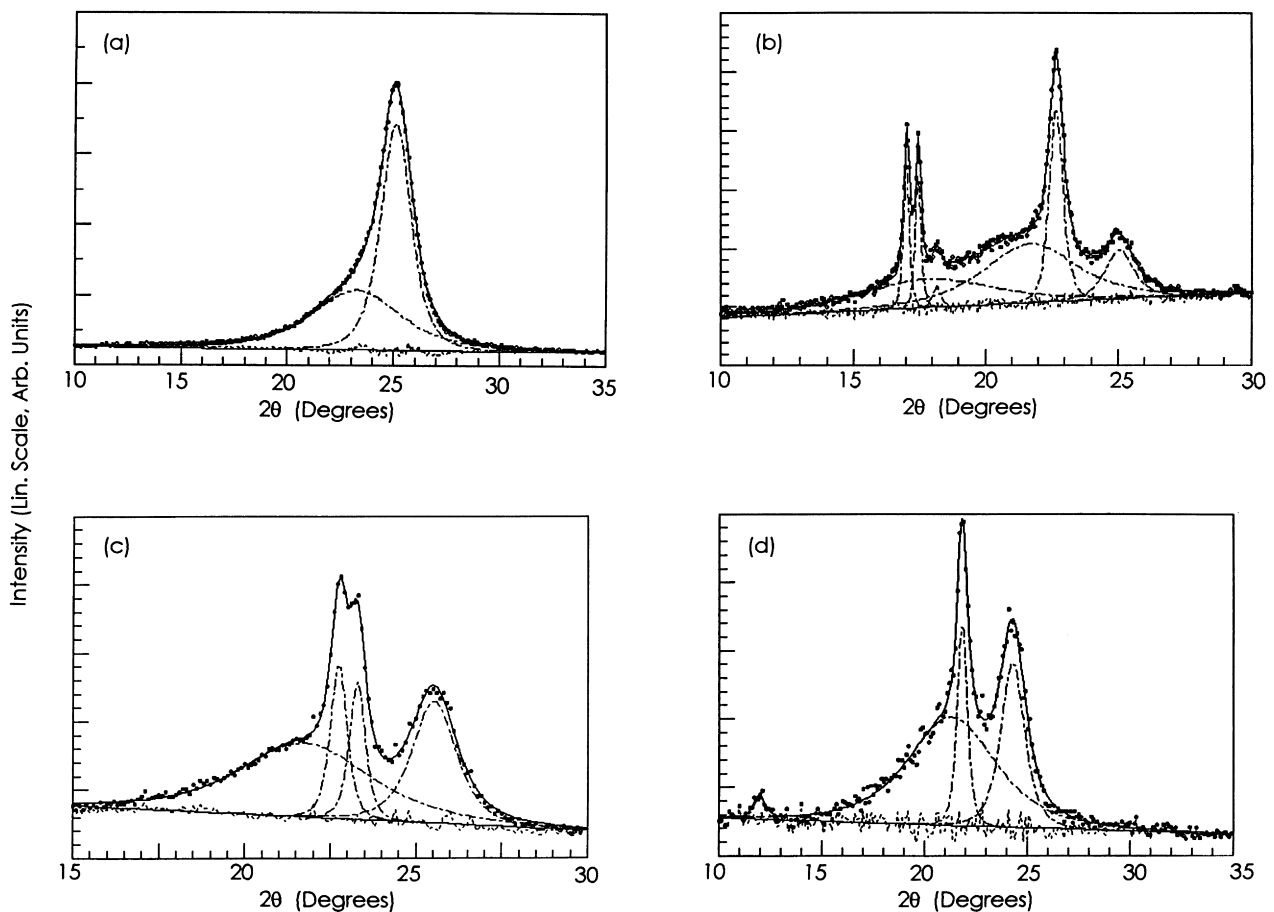 Intensity (Lin. Scale, Arb. Units)
(a)
10 15 20 25 30 35
2θ (Degrees)
(b)
10 15 20 25 30
2θ (Degrees)
(c)
15 20 25 30
2θ (Degrees)
(d)
10 15 20 25 30 35
2θ (Degrees)